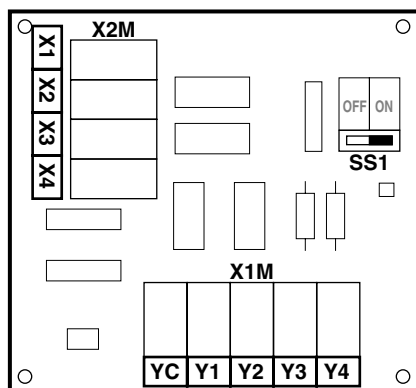 X2M
X1
X2
X3
X4
OFF ON
SS1
X1M
YC Y1 Y2 Y3 Y4